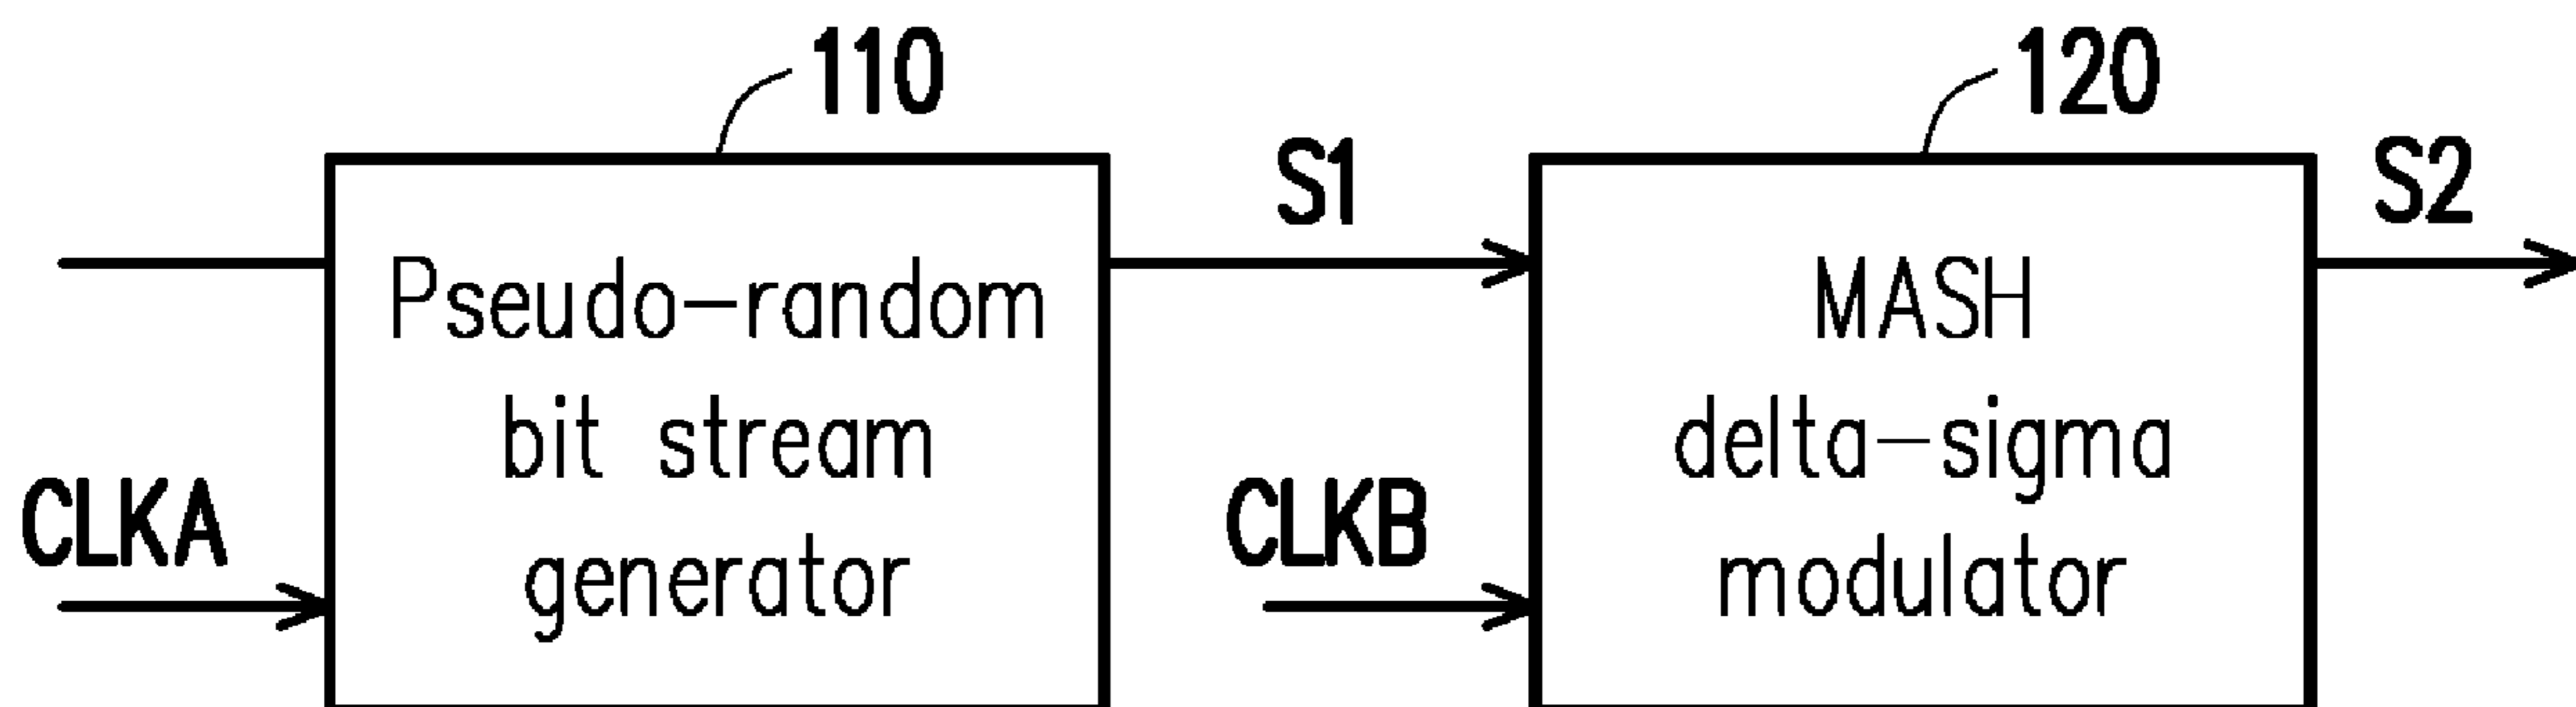 110
120
S1
S2
Pseudo-random
bit stream
generator
MASH
delta-sigma
modulator
CLKA
CLKB